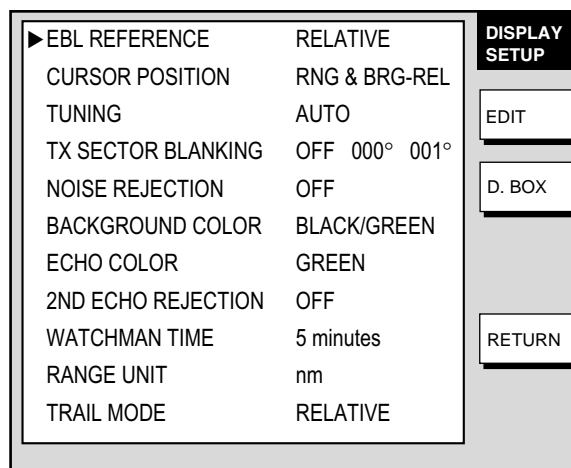 ▶EBL REFERENCE RELATIVE
CURSOR POSITION RNG & BRG-REL
TUNING AUTO
TX SECTOR BLANKING OFF 000° 001°
NOISE REJECTION OFF
BACKGROUND COLOR BLACK/GREEN
ECHO COLOR GREEN
2ND ECHO REJECTION OFF
WATCHMAN TIME 5 minutes
RANGE UNIT nm
TRAIL MODE RELATIVE
DISPLAY
SETUP
EDIT
D. BOX
RETURN